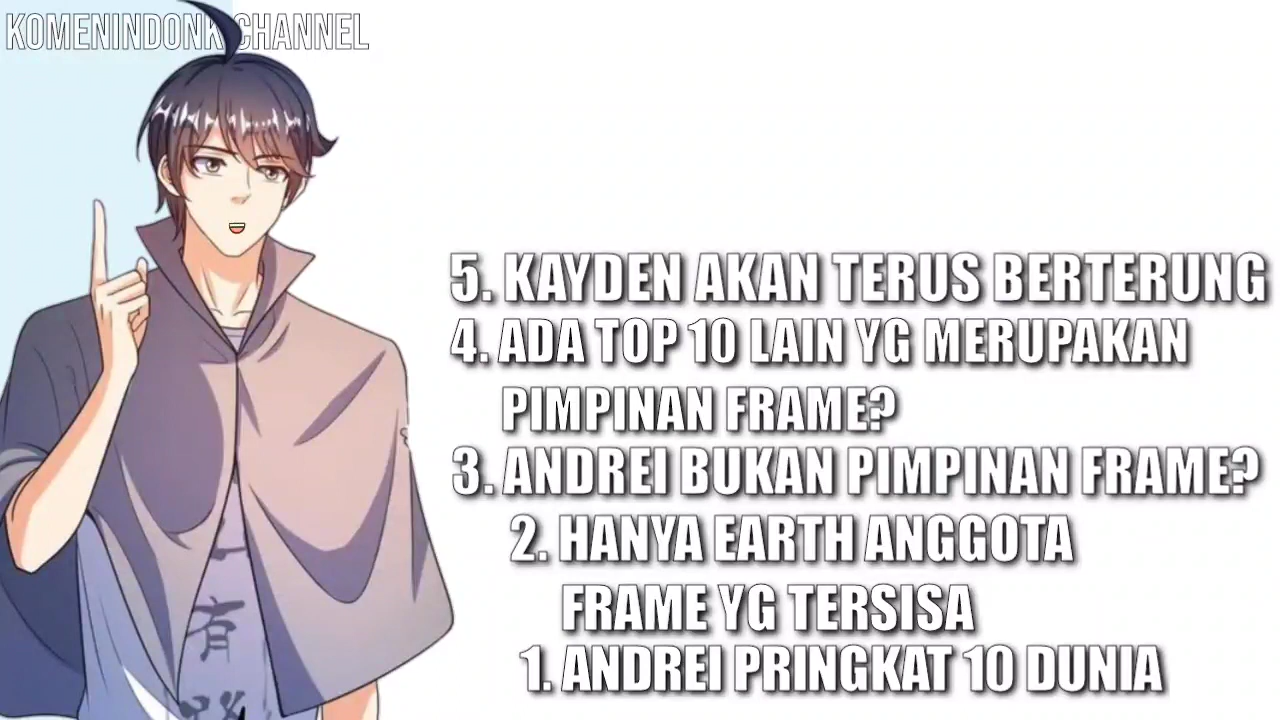 KOMENINDONK CHANNEL
5. KAYDEN AKAN TERUS BERTERUNG
4. ADA TOP 10 LAIN YG MERUPAKAN
PIMPINAN FRAME?
3. ANDREI BUKAN PIMPINAN FRAME?
2. HANYA EARTH ANGGOTA
FRAME YG TERSISA
1. ANDREI PRINGKAT 10 DUNIA
有